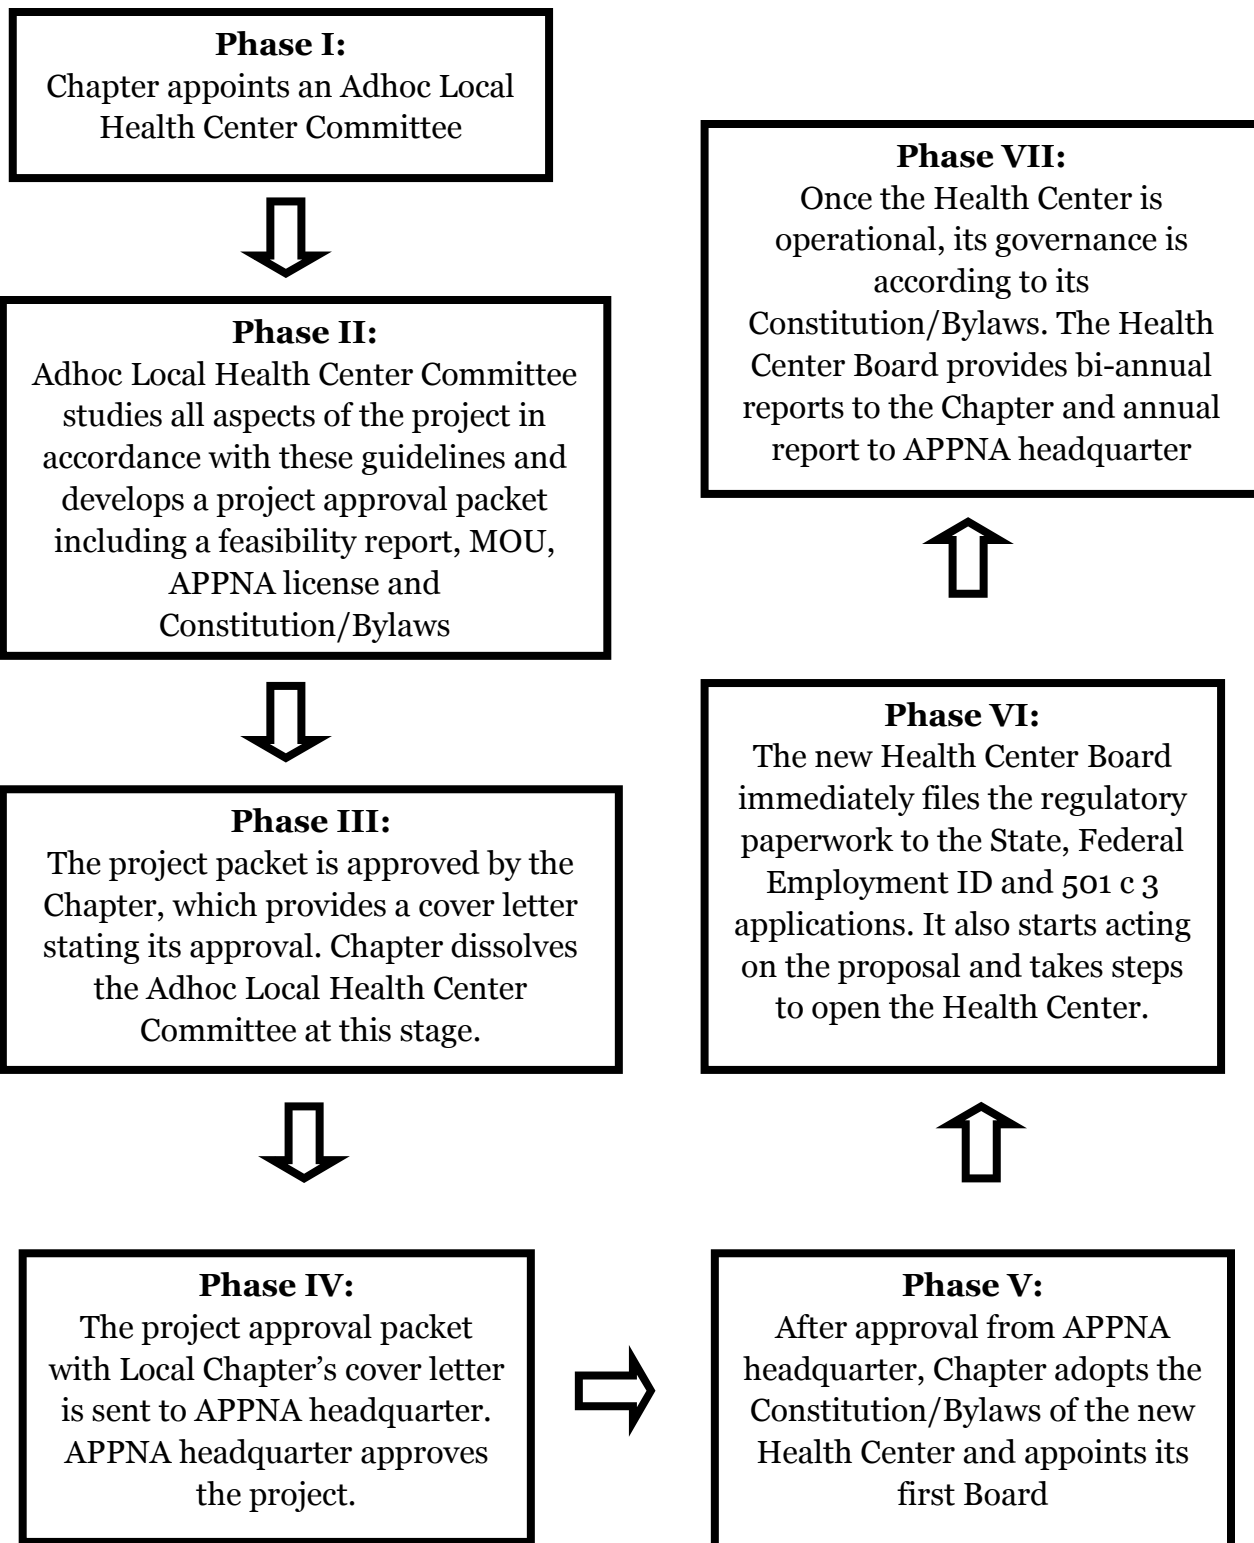 Phase I:
Chapter appoints an Adhoc Local
Health Center Committee
Phase II:
Adhoc Local Health Center Committee
studies all aspects of the project in
accordance with these guidelines and
develops a project approval packet
including a feasibility report, MOU,
APPNA license and
Constitution/Bylaws
Phase III:
The project packet is approved by the
Chapter, which provides a cover letter
stating its approval. Chapter dissolves
the Adhoc Local Health Center
Committee at this stage.
Phase IV:
The project approval packet
with Local Chapter’s cover letter
is sent to APPNA headquarter.
APPNA headquarter approves
the project.
Phase V:
After approval from APPNA
headquarter, Chapter adopts the
Constitution/Bylaws of the new
Health Center and appoints its
first Board
Phase VI:
The new Health Center Board
immediately files the regulatory
paperwork to the State, Federal
Employment ID and 501 c 3
applications. It also starts acting
on the proposal and takes steps
to open the Health Center.
Phase VII:
Once the Health Center is
operational, its governance is
according to its
Constitution/Bylaws. The Health
Center Board provides bi-annual
reports to the Chapter and annual
report to APPNA headquarter